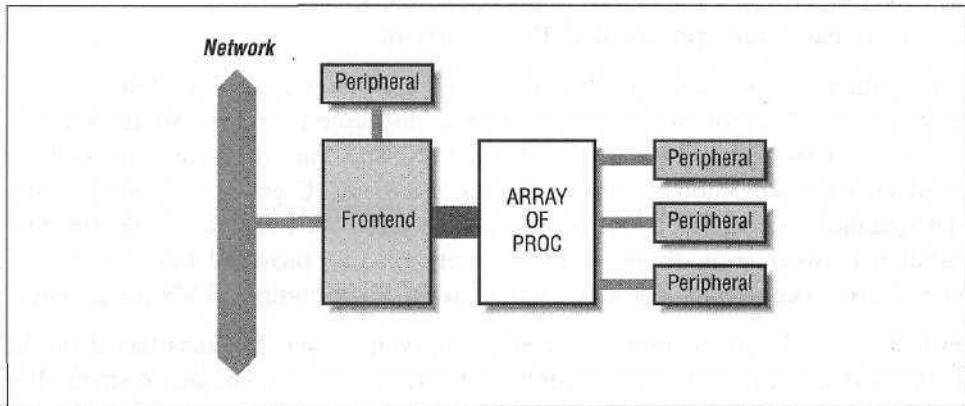 Network
Peripheral
Frontend
ARRAY
OF
PROC
Peripheral
Peripheral
Peripheral